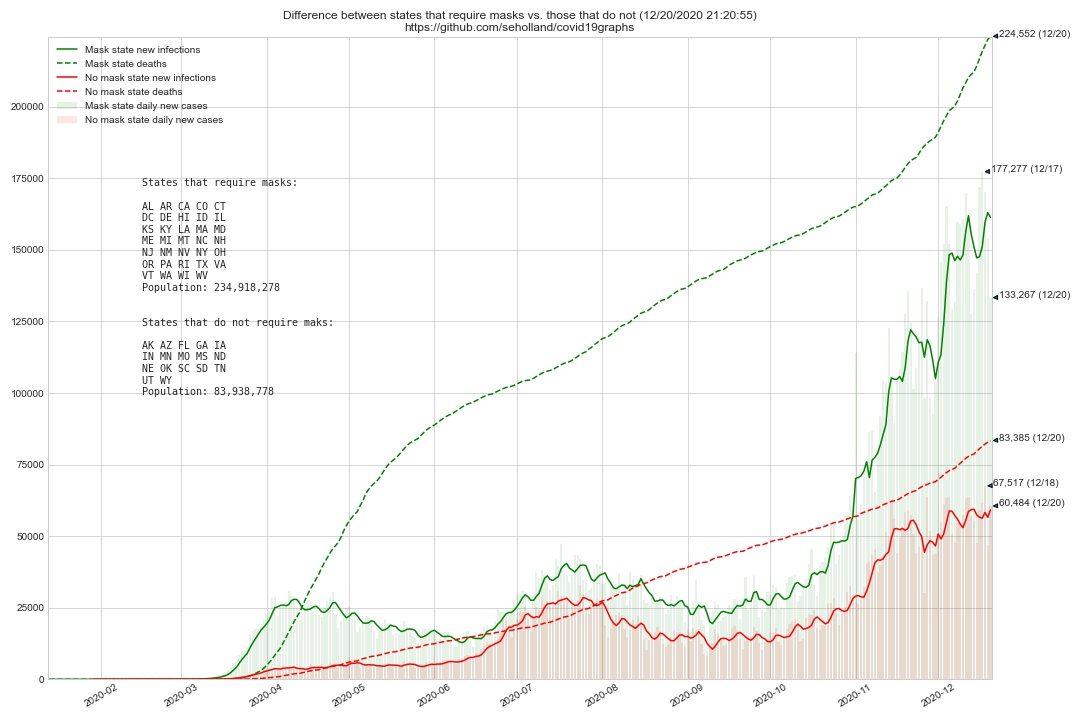 Difference between states that require masks vs. those that do not (12/20/2020 21:20:55)
https://github.com/seholland/covid19graphs
Mask state new infections
Mask state deaths
No mask state new infections
No mask state deaths
Mask state daily new cases
No mask state daily new cases
States that require masks:
AL AR CA CO CT
DC DE HI ID IL
KS KY LA MA MD
ME MI MT NC NH
NJ NM NV NY OH
OR PA RI TX VA
VT WA WI WV
Population: 234,918,278
States that do not require maks:
AK AZ FL GA IA
IN MN MO MS ND
NE OK SC SD TN
UT WY
Population: 83,938,778
224,552 (12/20)
177,277 (12/17)
133,267 (12/20)
83,385 (12/20)
67,517 (12/18)
60,484 (12/20)
200000
175000
150000
125000
100000
75000
50000
25000
0
2020-02
2020-03
2020-04
2020-05
2020-06
2020-07
2020-08
2020-09
2020-10
2020-11
2020-12